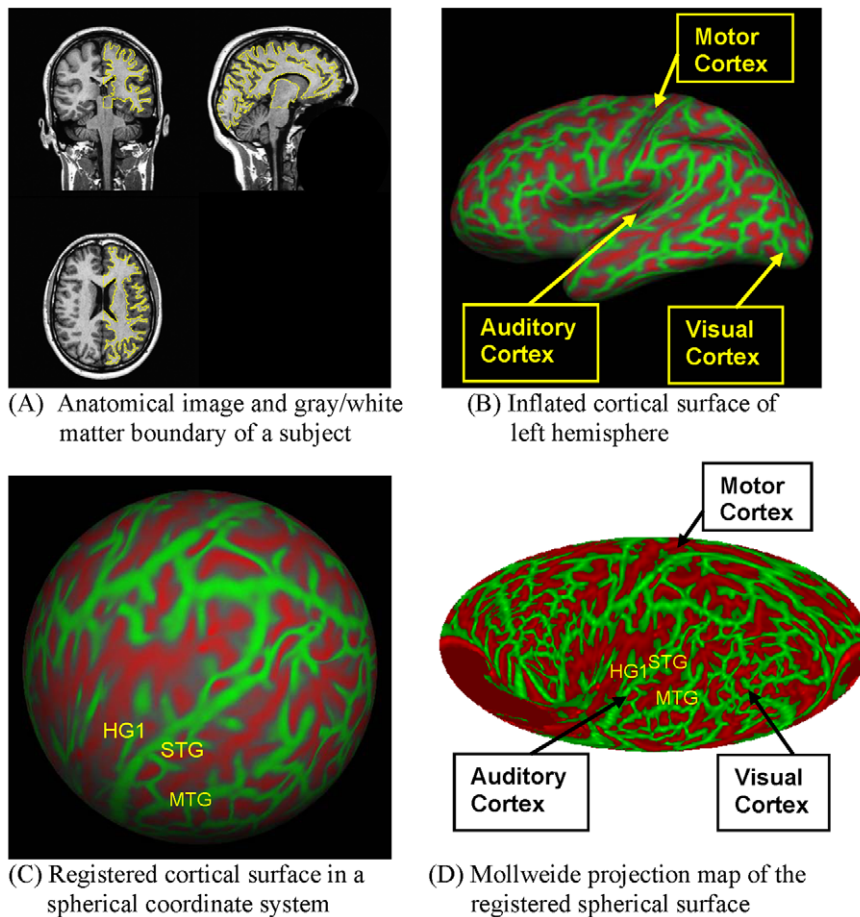 Motor
Cortex
Auditory
Cortex
Visual
Cortex
(A) Anatomical image and gray/white
matter boundary of a subject
(B) Inflated cortical surface of
left hemisphere
Motor
Cortex
HG1
STG
MTG
HG1
STG
MTG
Auditory
Cortex
Visual
Cortex
(C) Registered cortical surface in a
spherical coordinate system
(D) Mollweide projection map of the
registered spherical surface